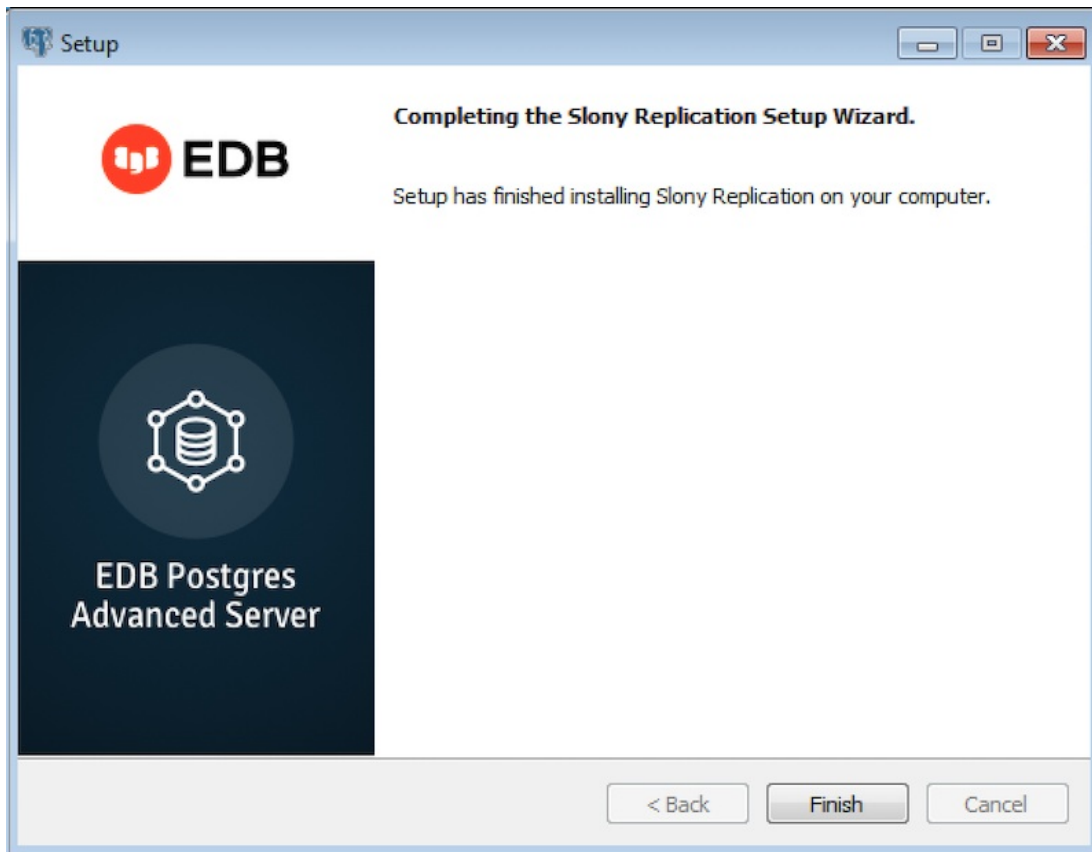 Setup
EDB
Completing the Slony Replication Setup Wizard.
Setup has finished installing Slony Replication on your computer.
EDB Postgres
Advanced Server
< Back
Finish
Cancel